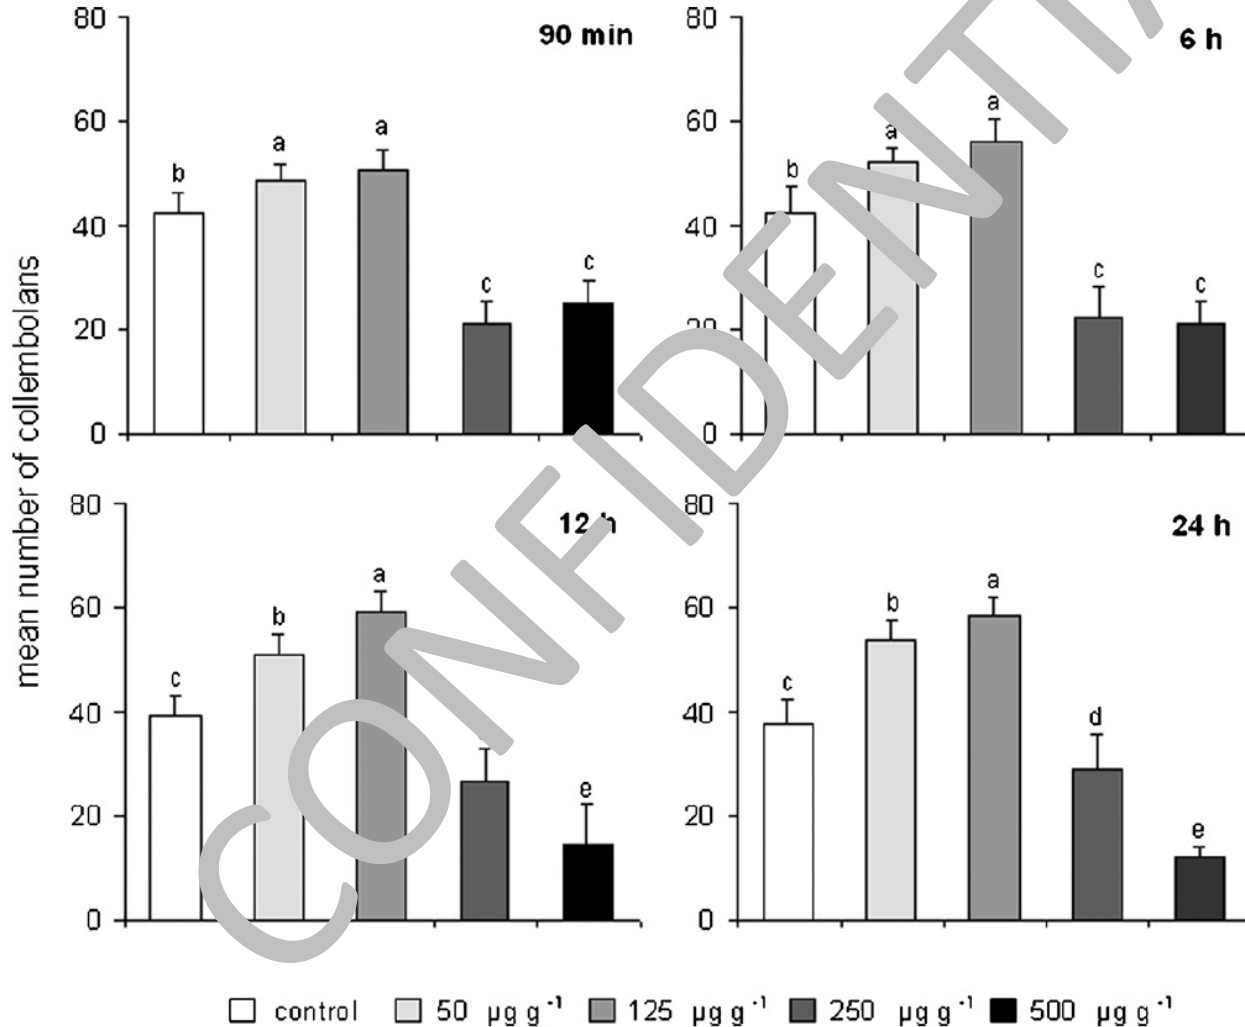 80
90 min
60
40
20
0
b
a
a
c
c
80
6 h
60
40
20
0
b
a
a
c
c
mean number of collembolans
80
12 h
60
40
20
0
c
b
a
e
80
24 h
60
40
20
0
c
b
a
d
e
control 50 µg g⁻¹ 125 µg g⁻¹ 250 µg g⁻¹ 500 µg g⁻¹
CONFIDENTIA